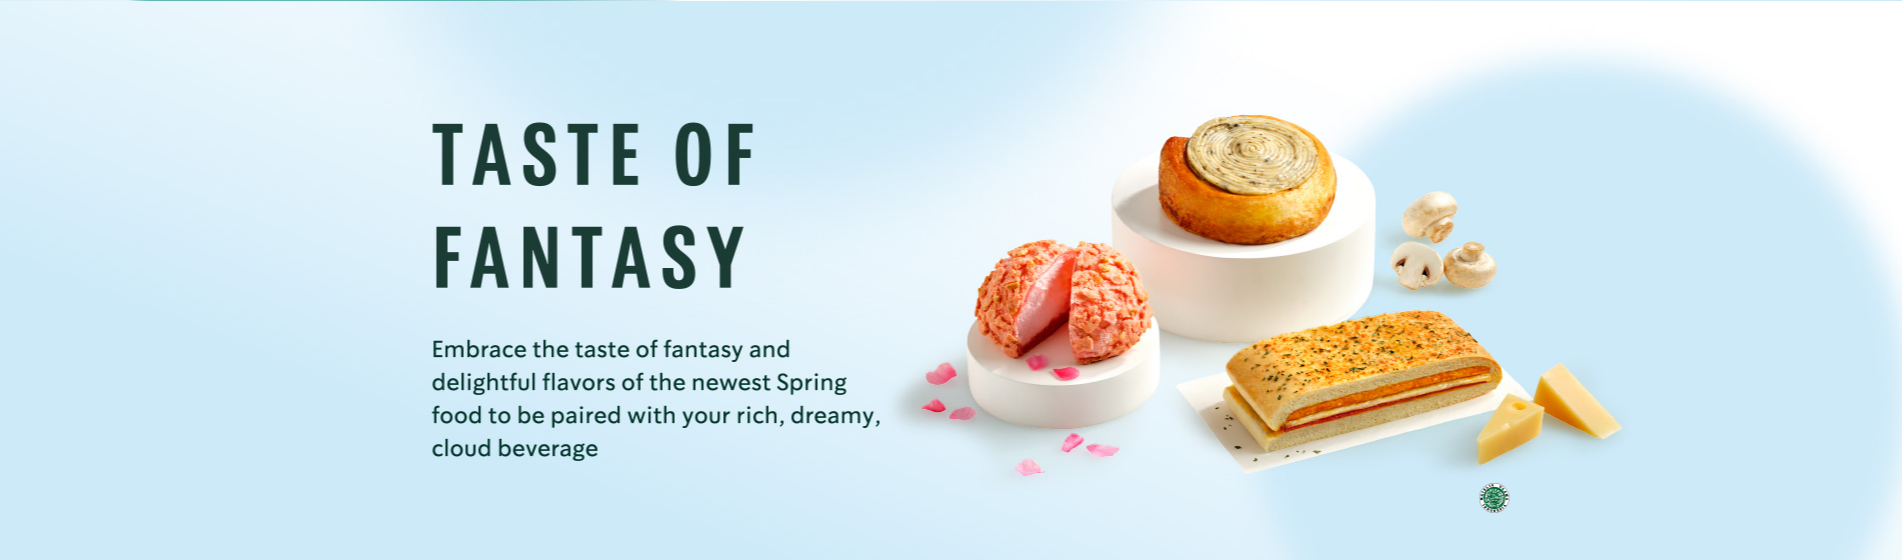 TASTE OF
FANTASY
Embrace the taste of fantasy and
delightful flavors of the newest Spring
food to be paired with your rich, dreamy,
cloud beverage